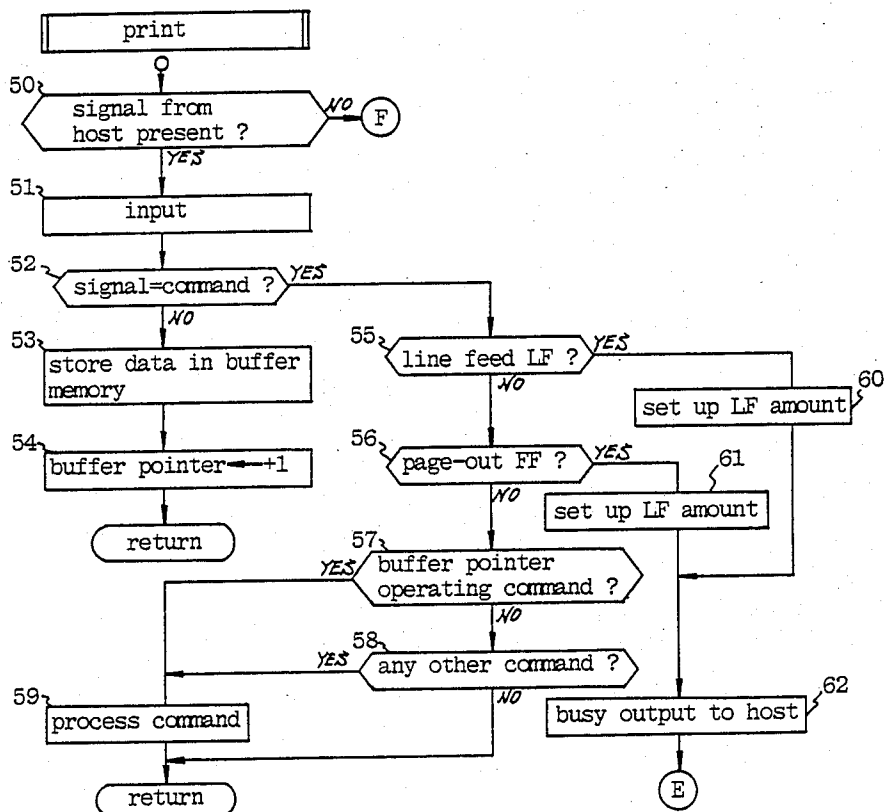 print
50
signal from
host present ?
NO
F
YES
51
input
52
signal=command ?
YES
NO
53
store data in buffer
memory
54
buffer pointer←+1
return
55
line feed LF ?
YES
NO
60
set up LF amount
56
page-out FF ?
YES
NO
61
set up LF amount
57
buffer pointer
operating command ?
YES
NO
58
any other command ?
YES
NO
59
process command
return
62
busy output to host
E